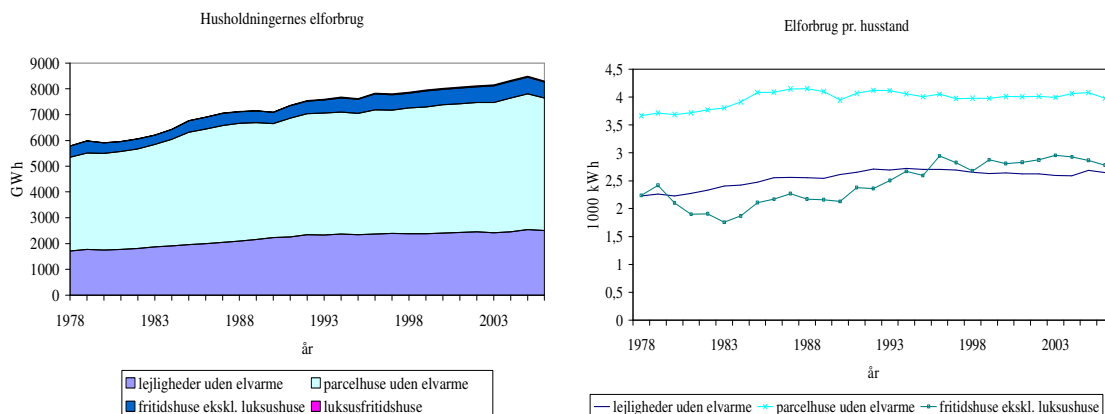 Husholdningernes elforbrug
9000
8000
7000
6000
5000
4000
3000
2000
1000
0
GWh
1978 1983 1988 1993 1998 2003
år
lejligheder uden elvarme parcelhuse uden elvarme
fritidshuse ekskl. luksushuse luksusfritidshuse
Elforbrug pr. husstand
4,5
4
3,5
3
2,5
2
1,5
1
0,5
0
1000 kWh
1978 1983 1988 1993 1998 2003
år
lejligheder uden elvarme parcelhuse uden elvarme fritidshuse ekskl. luksushuse